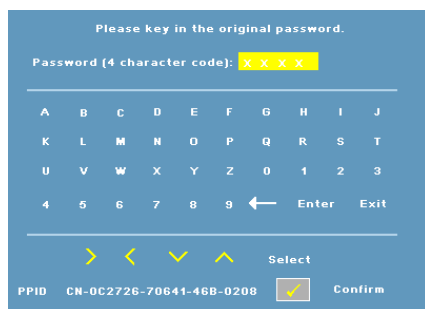 Please key in the original password.
Password (4 character code): X X X X
A B C D E F G H I J
K L M N O P Q R S T
U V W X Y Z 0 1 2 3
4 5 6 7 8 9 ← Enter Exit
Select
PPID CN-0C2726-70641-46B-0208 Confirm